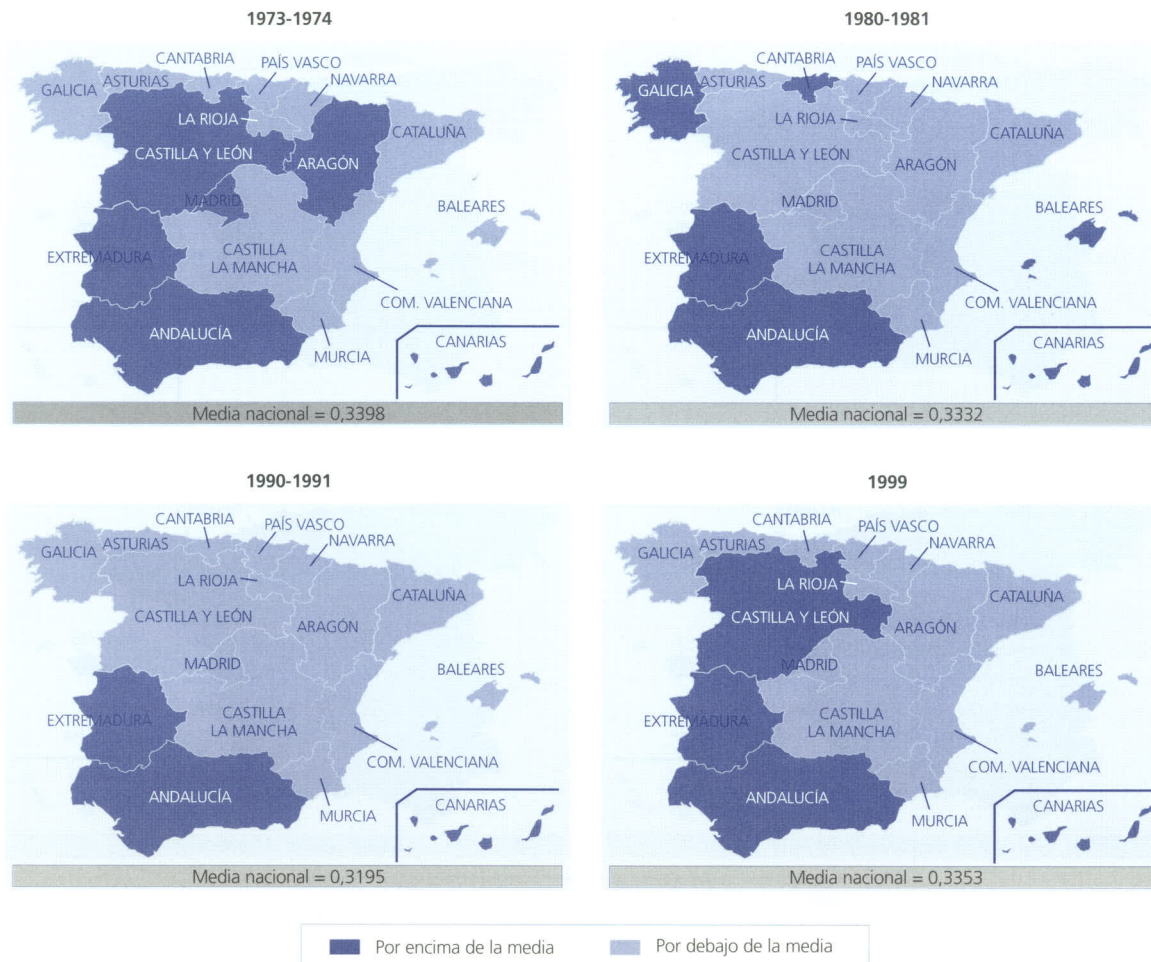 1973-1974
CANTABRIA
PAÍS VASCO
GALICIA
ASTURIAS
NAVARRA
LA RIOJA
CATALUÑA
CASTILLA Y LEÓN
ARAGÓN
MADRID
BALEARES
EXTREMADURA
CASTILLA
LA MANCHA
COM. VALENCIANA
ANDALUCÍA
MURCIA
CANARIAS
Media nacional = 0,3398
1980-1981
CANTABRIA
PAÍS VASCO
GALICIA
ASTURIAS
NAVARRA
LA RIOJA
CATALUÑA
CASTILLA Y LEÓN
ARAGÓN
MADRID
BALEARES
EXTREMADURA
CASTILLA
LA MANCHA
COM. VALENCIANA
ANDALUCÍA
MURCIA
CANARIAS
Media nacional = 0,3332
1990-1991
CANTABRIA
PAÍS VASCO
GALICIA
ASTURIAS
NAVARRA
LA RIOJA
CATALUÑA
CASTILLA Y LEÓN
ARAGÓN
MADRID
BALEARES
EXTREMADURA
CASTILLA
LA MANCHA
COM. VALENCIANA
ANDALUCÍA
MURCIA
CANARIAS
Media nacional = 0,3195
1999
CANTABRIA
PAÍS VASCO
GALICIA
ASTURIAS
NAVARRA
LA RIOJA
CATALUÑA
CASTILLA Y LEÓN
ARAGÓN
MADRID
BALEARES
EXTREMADURA
CASTILLA
LA MANCHA
COM. VALENCIANA
ANDALUCÍA
MURCIA
CANARIAS
Media nacional = 0,3353
Por encima de la media
Por debajo de la media